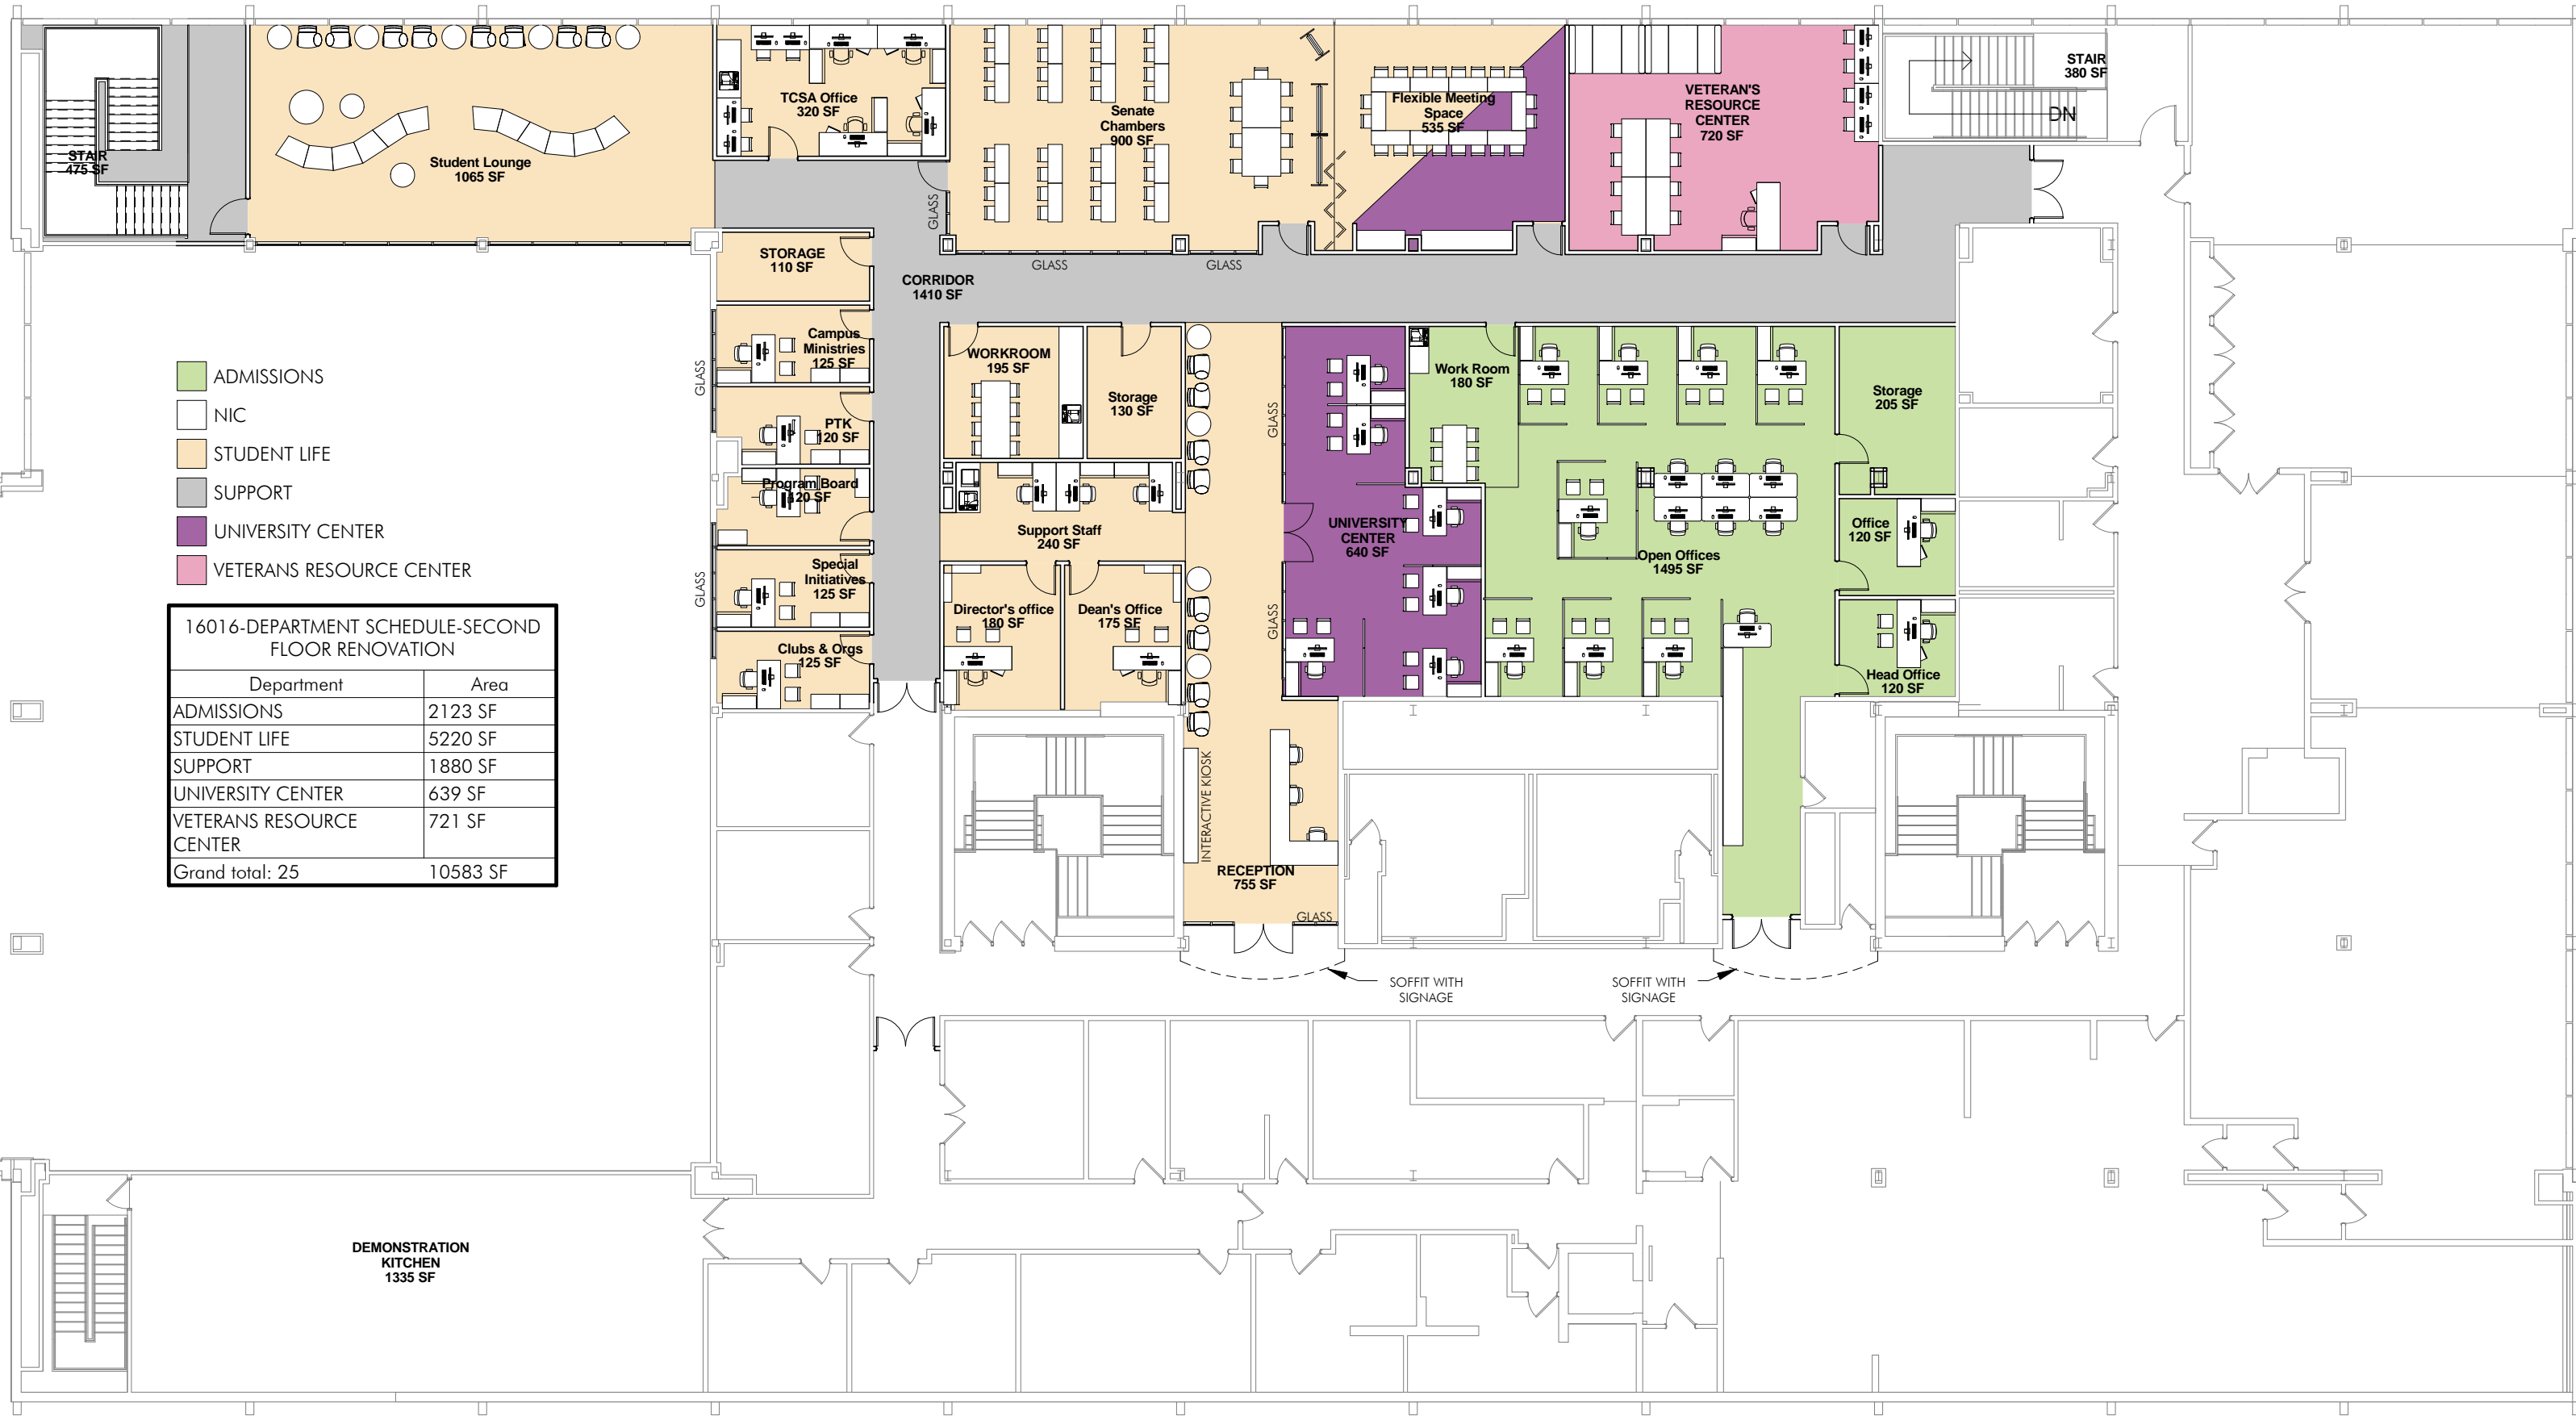 STAIR
475 SF
Student Lounge
1065 SF
TCSA Office
320 SF
Senate
Chambers
900 SF
Flexible Meeting
Space
535 SF
VETERAN'S
RESOURCE
CENTER
720 SF
STAIR
380 SF
DN
GLASS
GLASS
GLASS
STORAGE
110 SF
CORRIDOR
1410 SF
Campus
Ministries
125 SF
GLASS
PTK
120 SF
Program Board
120 SF
Special
Initiatives
125 SF
GLASS
Clubs & Orgs
125 SF
WORKROOM
195 SF
Storage
130 SF
Support Staff
240 SF
Director's office
180 SF
Dean's Office
175 SF
GLASS
GLASS
UNIVERSITY
CENTER
640 SF
Work Room
180 SF
Open Offices
1495 SF
Storage
205 SF
Office
120 SF
Head Office
120 SF
INTERACTIVE KIOSK
RECEPTION
755 SF
GLASS
SOFFIT WITH
SIGNAGE
SOFFIT WITH
SIGNAGE
ADMISSIONS
NIC
STUDENT LIFE
SUPPORT
UNIVERSITY CENTER
VETERANS RESOURCE CENTER
16016-DEPARTMENT SCHEDULE-SECOND
FLOOR RENOVATION
Department Area
ADMISSIONS 2123 SF
STUDENT LIFE 5220 SF
SUPPORT 1880 SF
UNIVERSITY CENTER 639 SF
VETERANS RESOURCE 721 SF
CENTER
Grand total: 25 10583 SF
DEMONSTRATION
KITCHEN
1335 SF